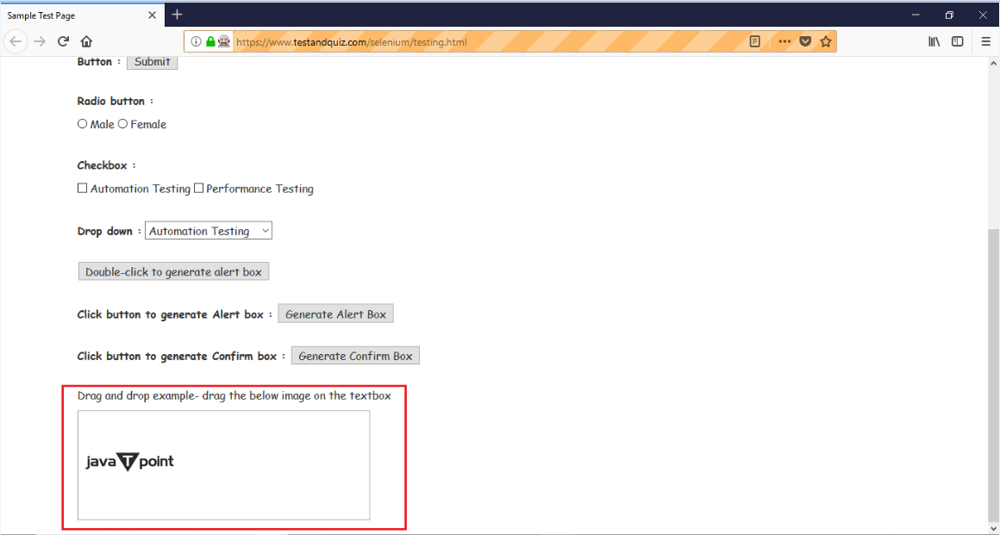 Sample Test Page
https://www.testandquiz.com/selenium/testing.html
Button : Submit
Radio button :
Male Female
Checkbox :
Automation Testing Performance Testing
Drop down : Automation Testing
Double-click to generate alert box
Click button to generate Alert box : Generate Alert Box
Click button to generate Confirm box : Generate Confirm Box
Drag and drop example- drag the below image on the textbox
java T point